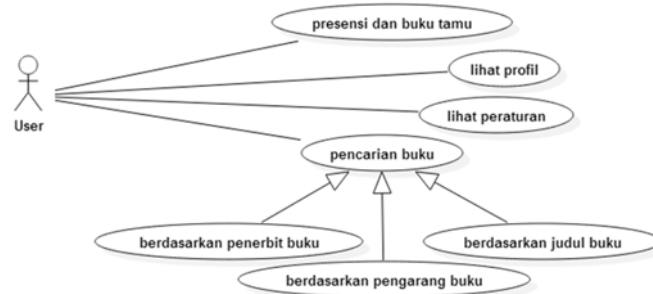 presensi dan buku tamu
lihat profil
User
lihat peraturan
pencarian buku
berdasarkan penerbit buku
berdasarkan judul buku
berdasarkan pengarang buku